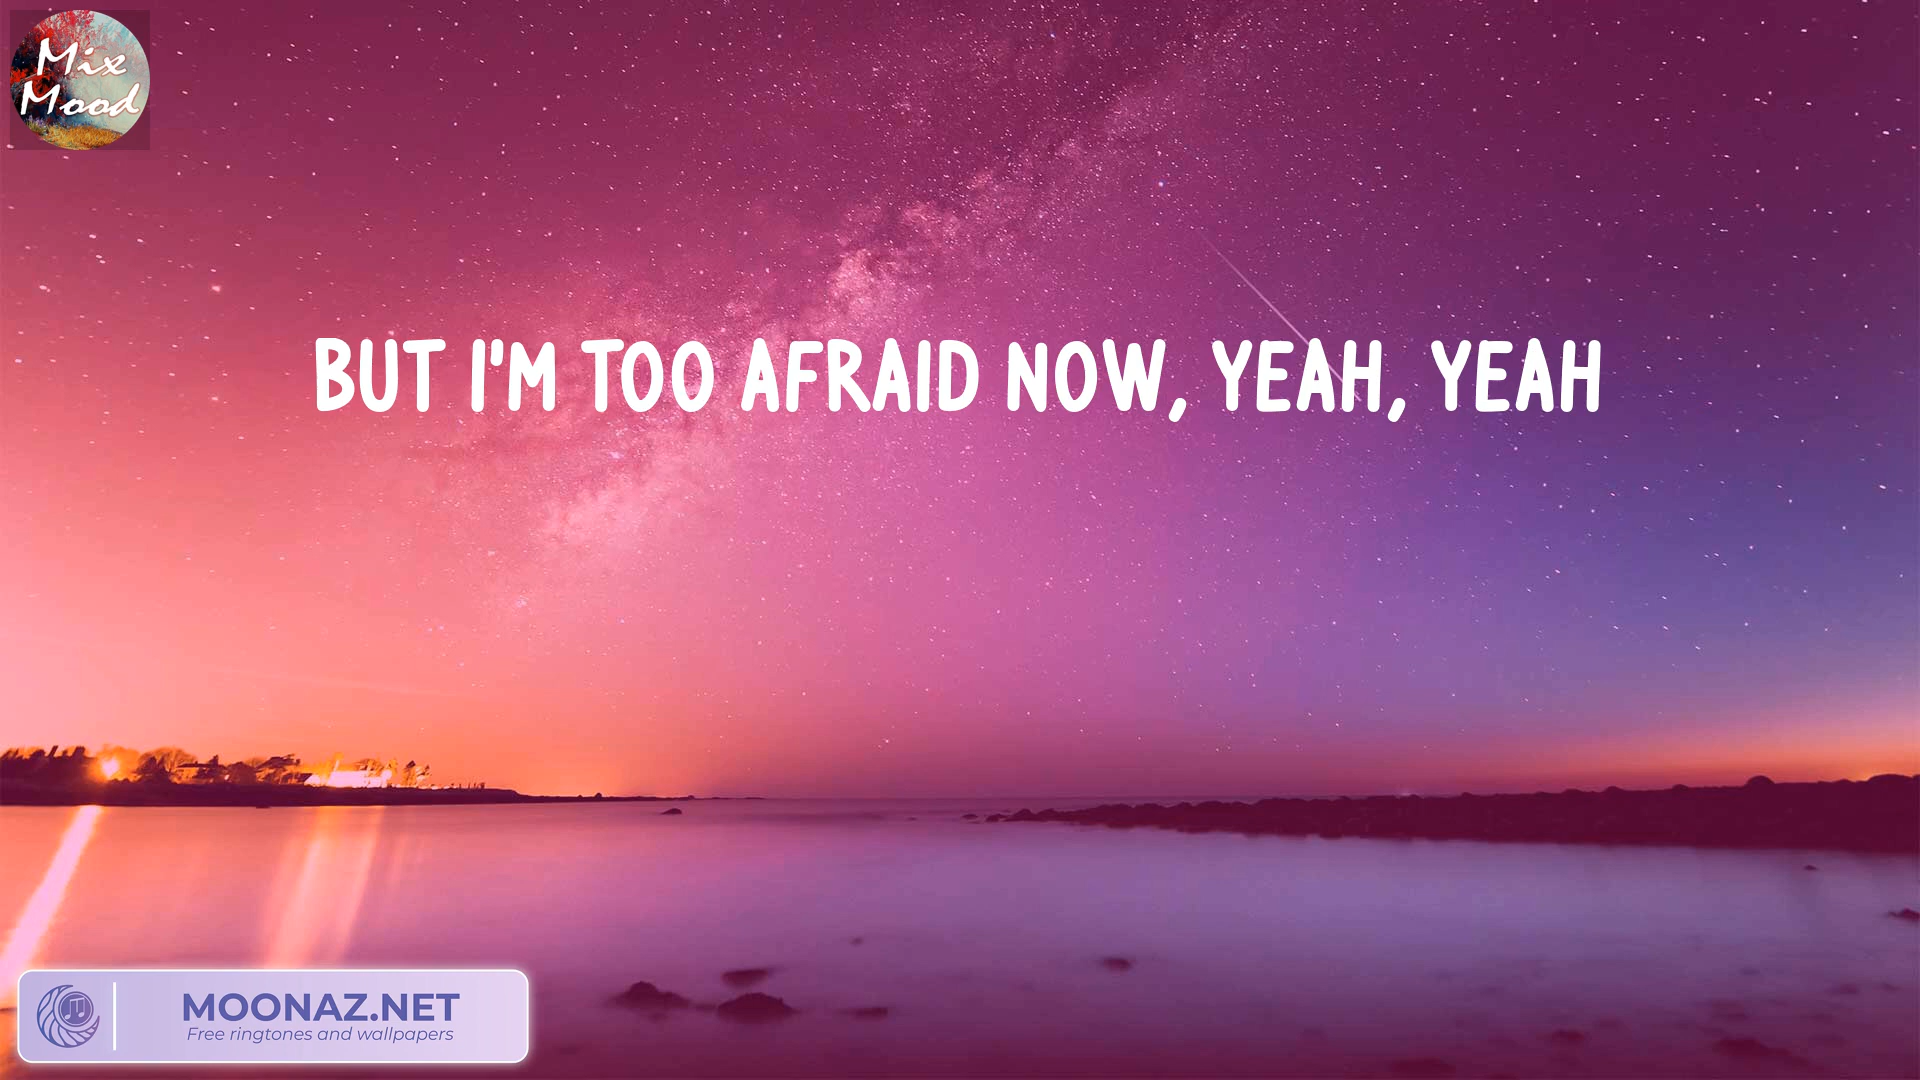 Mix
Mood
BUT I'M TOO AFRAID NOW, YEAH, YEAH
MOONAZ.NET
Free ringtones and wallpapers